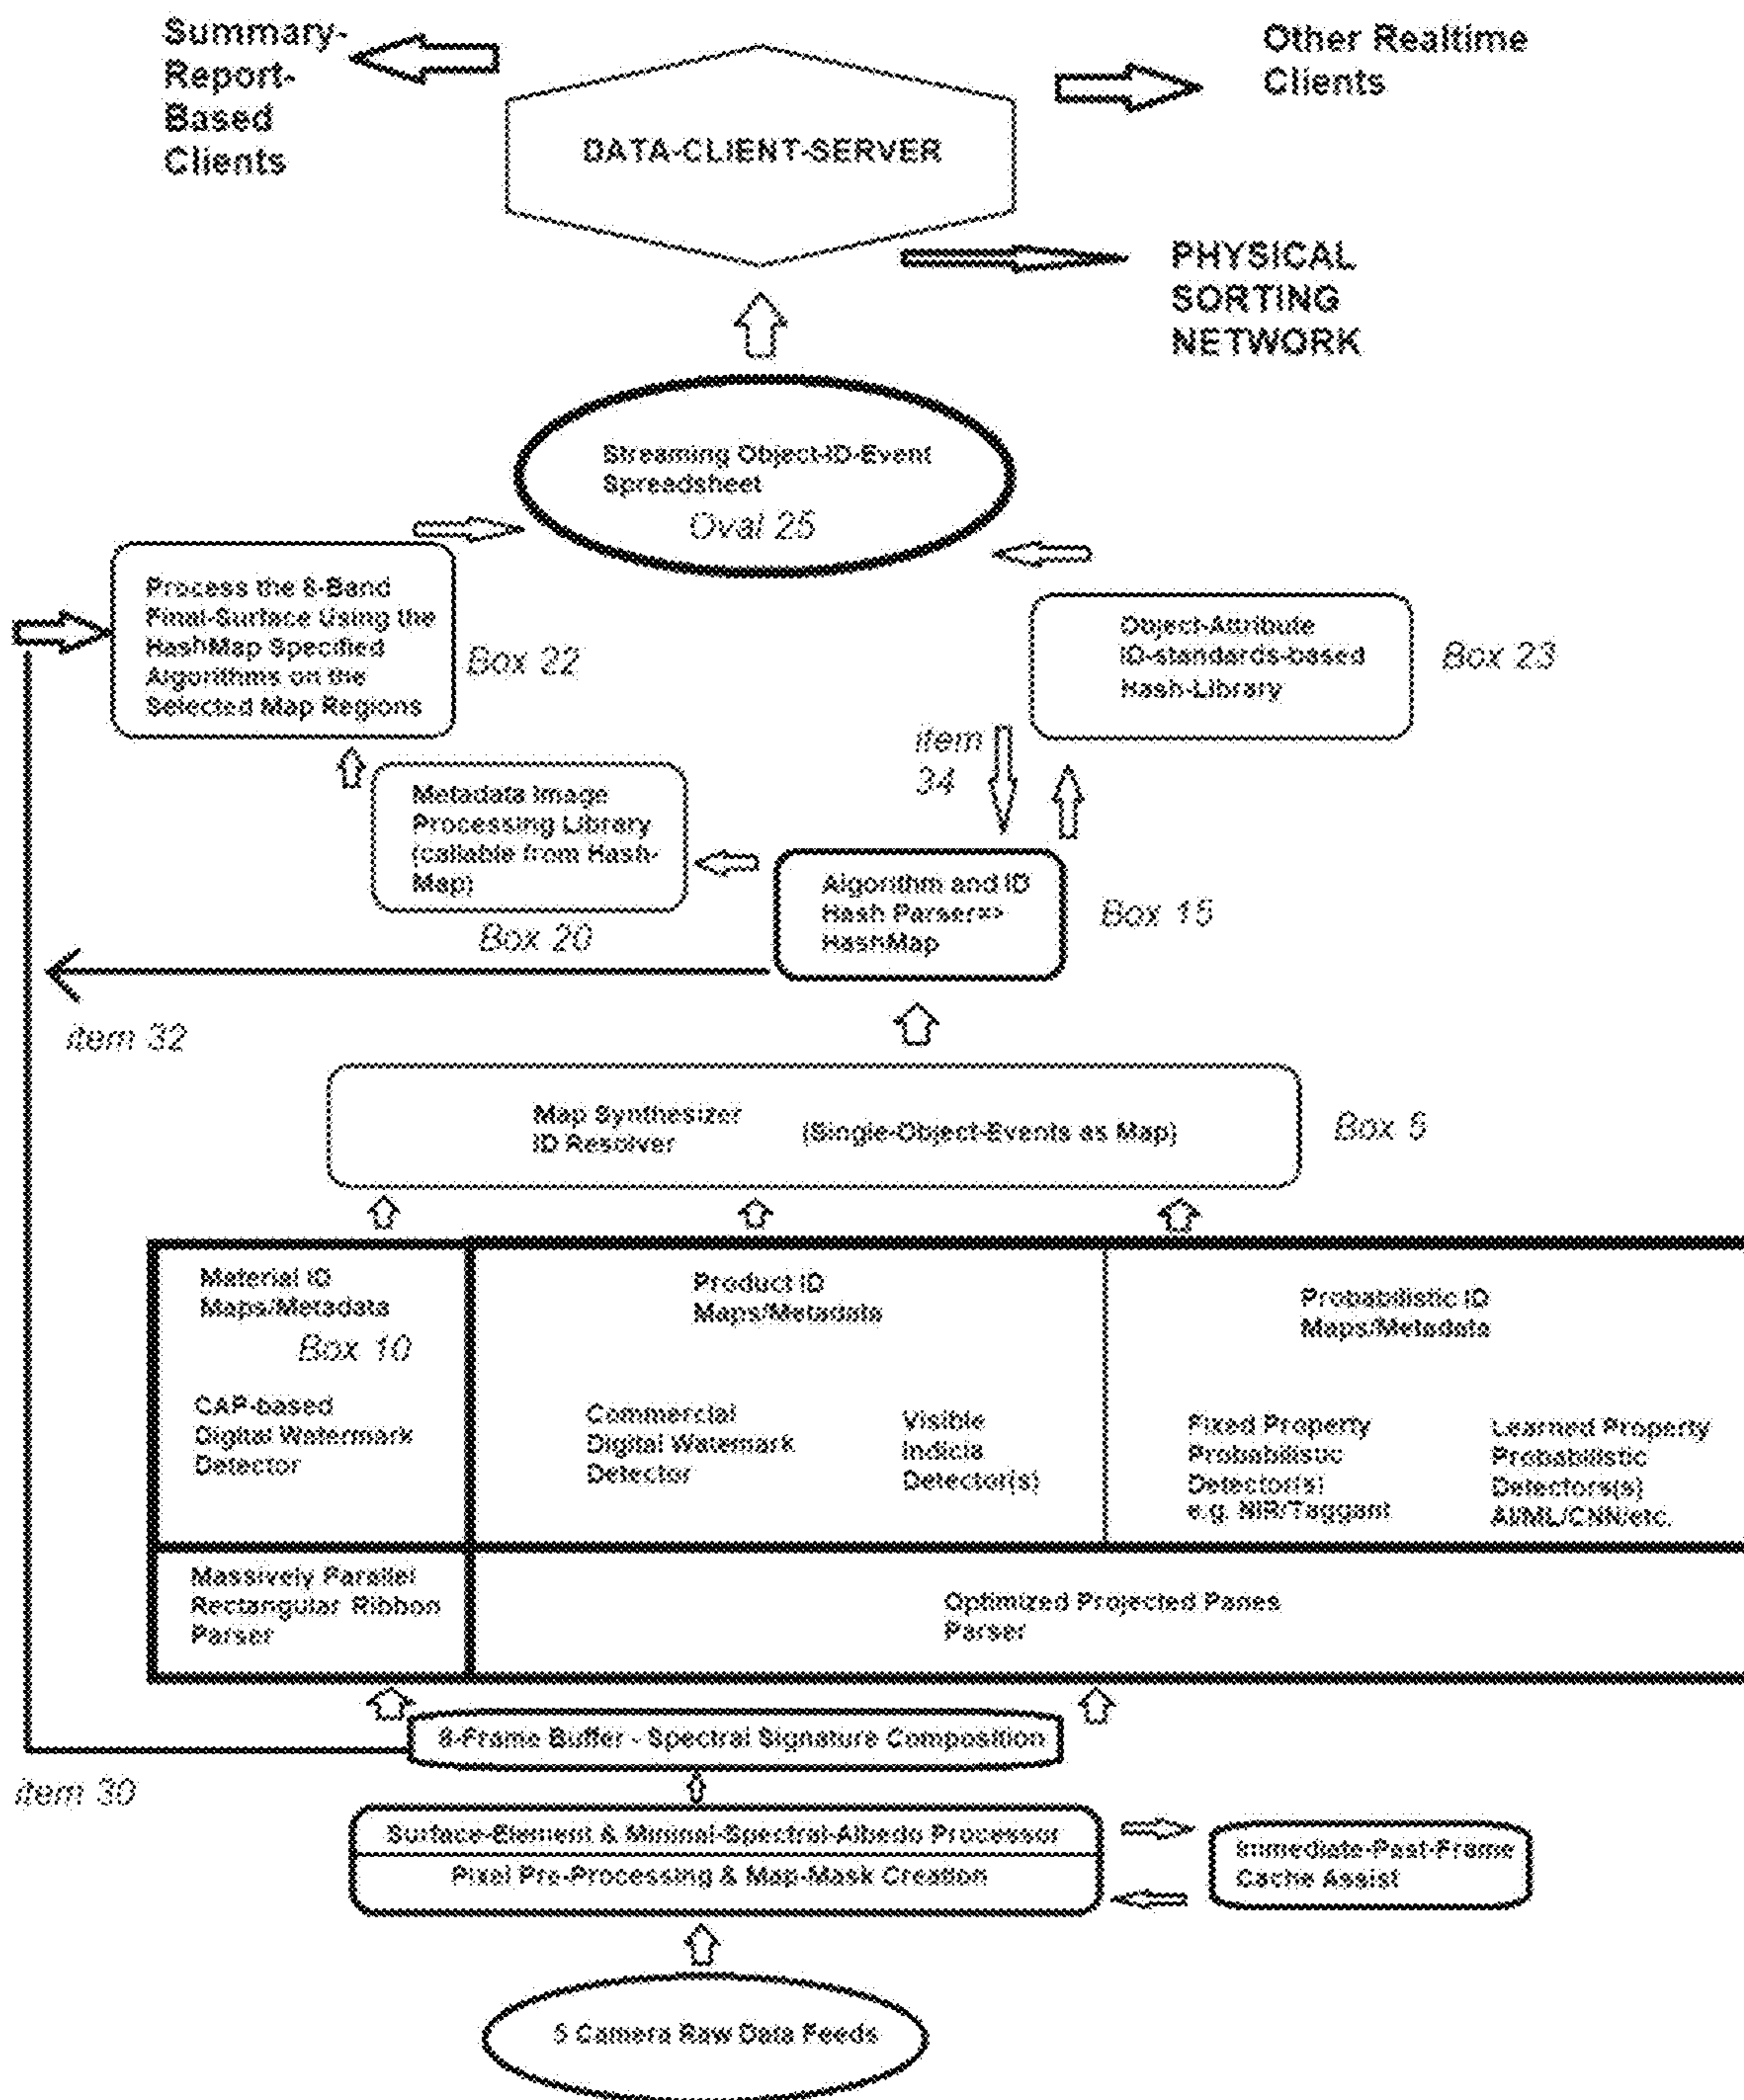 Summary-
Report-
Based
Clients
Other Realtime
Clients
DATA-CLIENT-SERVER
PHYSICAL
SORTING
NETWORK
Streaming Object-ID-Event
Spreadsheet
Oval 25
Process the 8-Band
Final-Surface Using the
HashMap Specified
Algorithms on the
Selected Map Regions
Box 22
Object-Attribute
ID-standards-based
Hash-Library
Box 23
item
34
Metadata Image
Processing Library
(callable from Hash-
Map)
Box 20
Algorithm and ID
Hash Parser=>
HashMap
Box 15
item 32
Map Synthesizer
ID Resolver
(Single-Object-Events as Map)
Box 5
Material ID
Maps/Metadata
Box 10
Product ID
Maps/Metadata
Probabilistic ID
Maps/Metadata
CAP-based
Digital Watermark
Detector
Commercial
Digital Watemark
Detector
Visible
Indicia
Detector(s)
Fixed Property
Probabilistic
Detector(s)
e.g. NIR/Taggant
Learned Property
Probabilistic
Detectors(s)
AI/ML/CNN/etc.
Massively Parallel
Rectangular Ribbon
Parser
Optimized Projected Panes
Parser
8-Frame Buffer - Spectral Signature Composition
item 30
Surface-Element & Mininal-Spectral-Albedo Processor
Pixel Pre-Processing & Map-Mask Creation
Immediate-Past-Frame
Cache Assist
5 Camera Raw Data Feeds